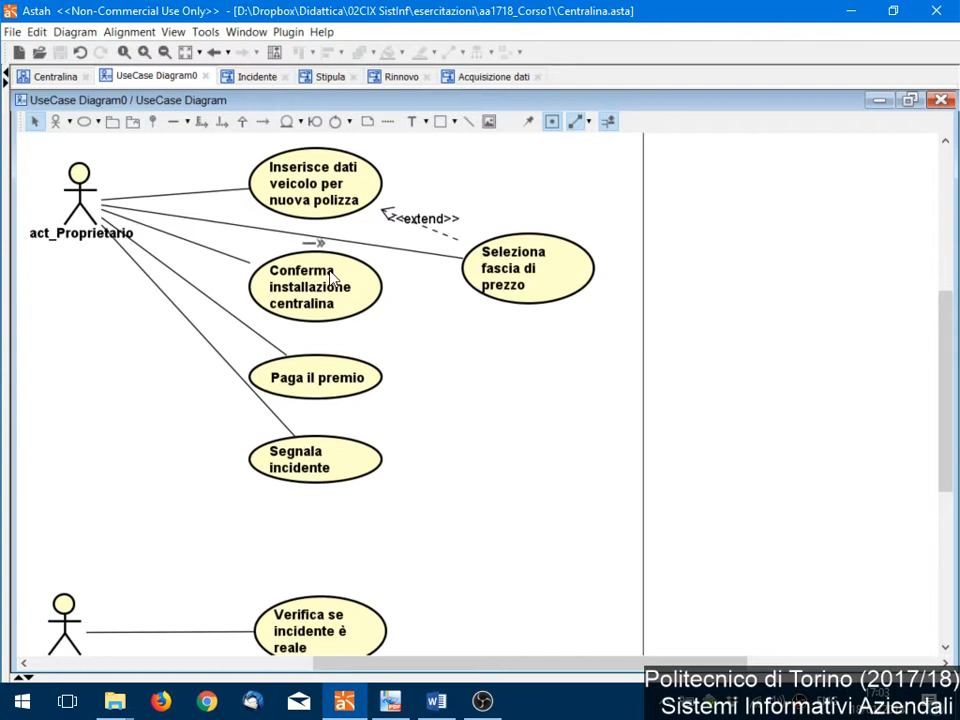 Astah <<Non-Commercial Use Only>> - [D:\Dropbox\Didattica\02CIX SistInf\esercitazioni\aa1718_Corso1\Centralina.asta]
File Edit Diagram Alignment View Tools Window Plugin Help
Centralina UseCase Diagram0 Incidente Stipula Rinnovo Acquisizione dati
UseCase Diagram0 / UseCase Diagram
Inserisce dati
veicolo per
nuova polizza
act_Proprietario
<<extend>>
Seleziona
fascia di
prezzo
Conferma
installazione
centralina
Paga il premio
Segnala
incidente
Verifica se
incidente è
reale
Politecnico di Torino (2017/18)
17:03
Sistemi Informativi Aziendali